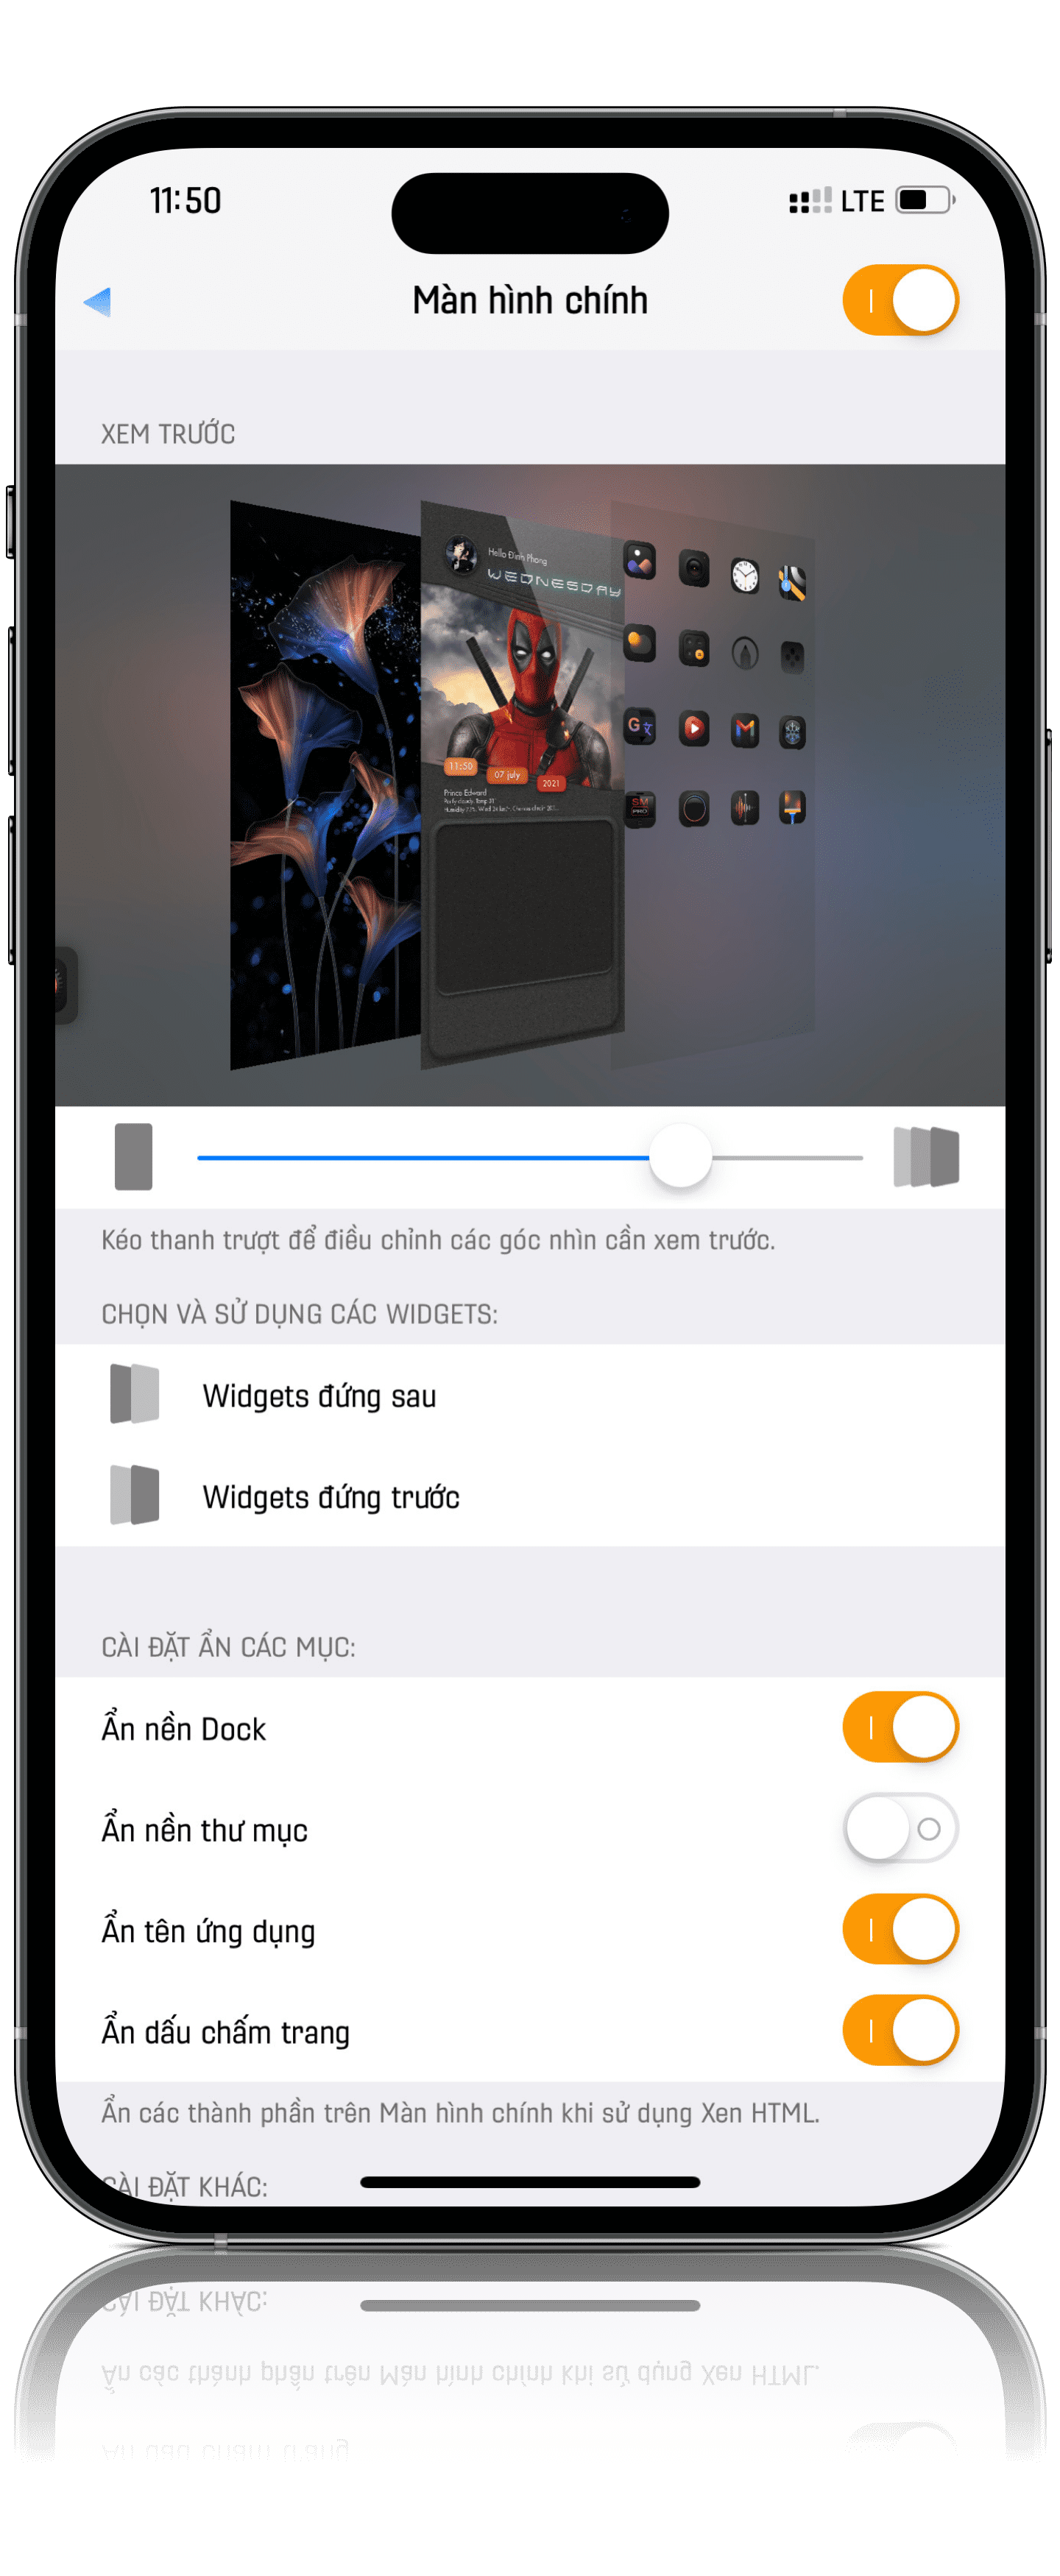 11:50
LTE
Màn hình chính
XEM TRƯỚC
Hello Đình Phong
WEDNESDAY
11:50
07 july
2021
Prince Edward
G
SM
PRO
Kéo thanh trượt để điều chỉnh các góc nhìn cần xem trước.
CHỌN VÀ SỬ DỤNG CÁC WIDGETS:
Widgets đứng sau
Widgets đứng trước
CÀI ĐẶT ẨN CÁC MỤC:
Ẩn nền Dock
Ẩn nền thư mục
Ẩn tên ứng dụng
Ẩn dấu chấm trang
Ẩn các thành phần trên Màn hình chính khi sử dụng Xen HTML.
CÀI ĐẶT KHÁC: